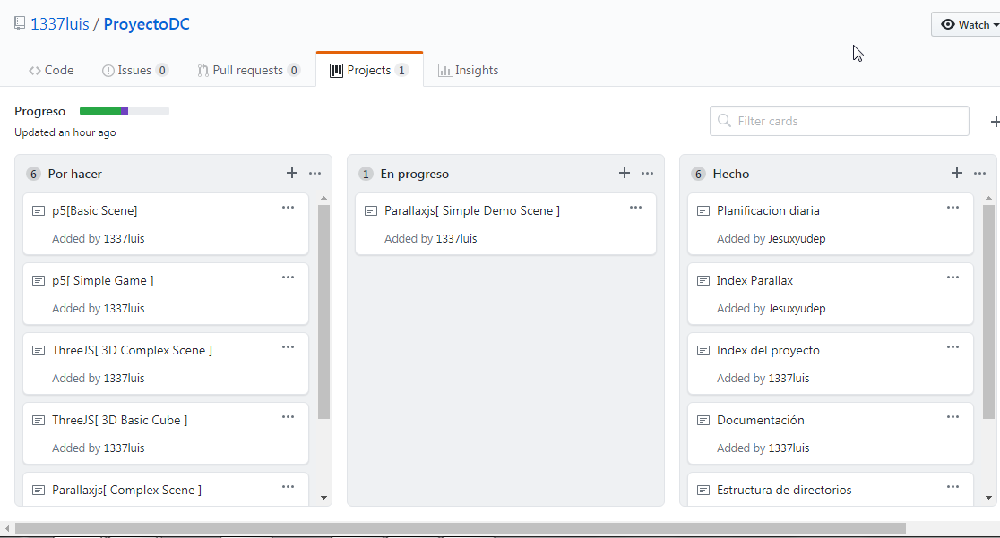 1337luis / ProyectoDC
Watch
Code
Issues 0
Pull requests 0
Projects 1
Insights
Progreso
Updated an hour ago
Filter cards
6 Por hacer
p5[Basic Scene]
Added by 1337luis
p5[ Simple Game ]
Added by 1337luis
ThreeJS[ 3D Complex Scene ]
Added by 1337luis
ThreeJS[ 3D Basic Cube ]
Added by 1337luis
Parallaxjs[ Complex Scene ]
1 En progreso
Parallaxjs[ Simple Demo Scene ]
Added by 1337luis
6 Hecho
Planificacion diaria
Added by Jesuxyudep
Index Parallax
Added by Jesuxyudep
Index del proyecto
Added by 1337luis
Documentación
Added by 1337luis
Estructura de directorios